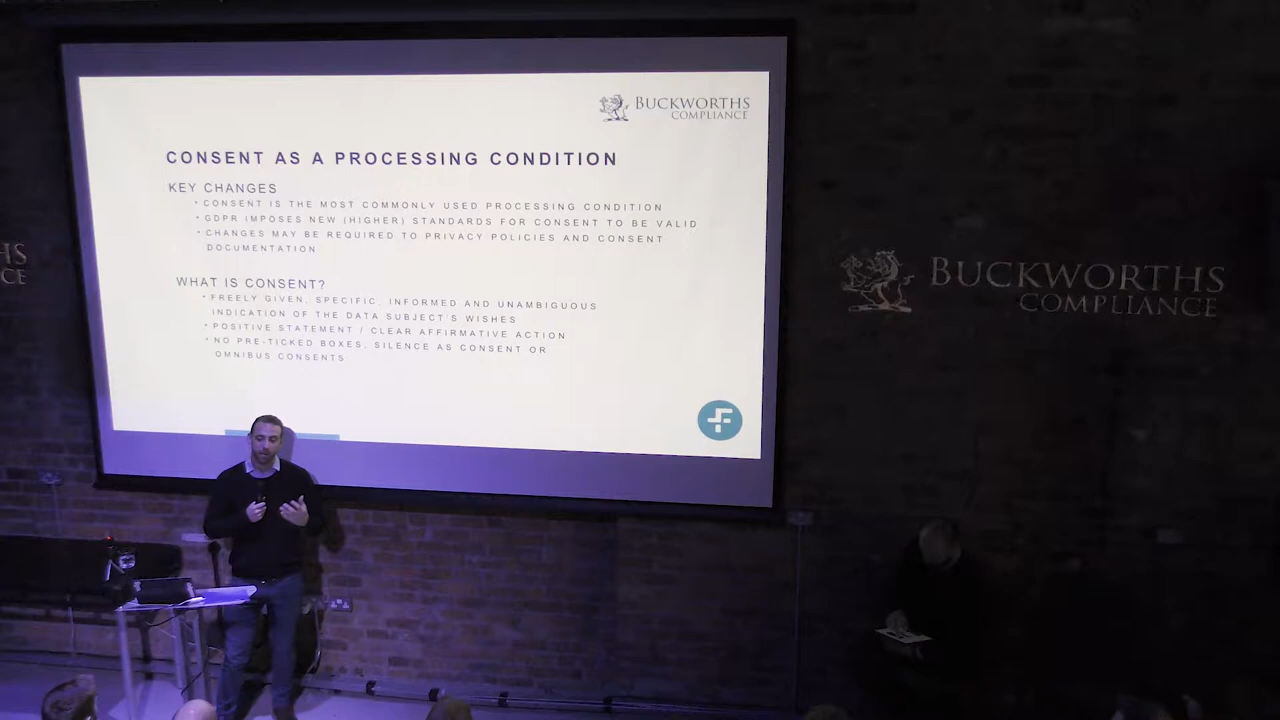 BUCKWORTHS
COMPLIANCE
CONSENT AS A PROCESSING CONDITION
KEY CHANGES
• CONSENT IS THE MOST COMMONLY USED PROCESSING CONDITION
• GDPR IMPOSES NEW (HIGHER) STANDARDS FOR CONSENT TO BE VALID
• CHANGES MAY BE REQUIRED TO PRIVACY POLICIES AND CONSENT
DOCUMENTATION
WHAT IS CONSENT?
• FREELY GIVEN, SPECIFIC, INFORMED AND UNAMBIGUOUS
INDICATION OF THE DATA SUBJECT'S WISHES
• POSITIVE STATEMENT / CLEAR AFFIRMATIVE ACTION
• NO PRE-TICKED BOXES, SILENCE AS CONSENT OR
OMNIBUS CONSENTS
HS
CE
BUCKWORTHS
COMPLIANCE